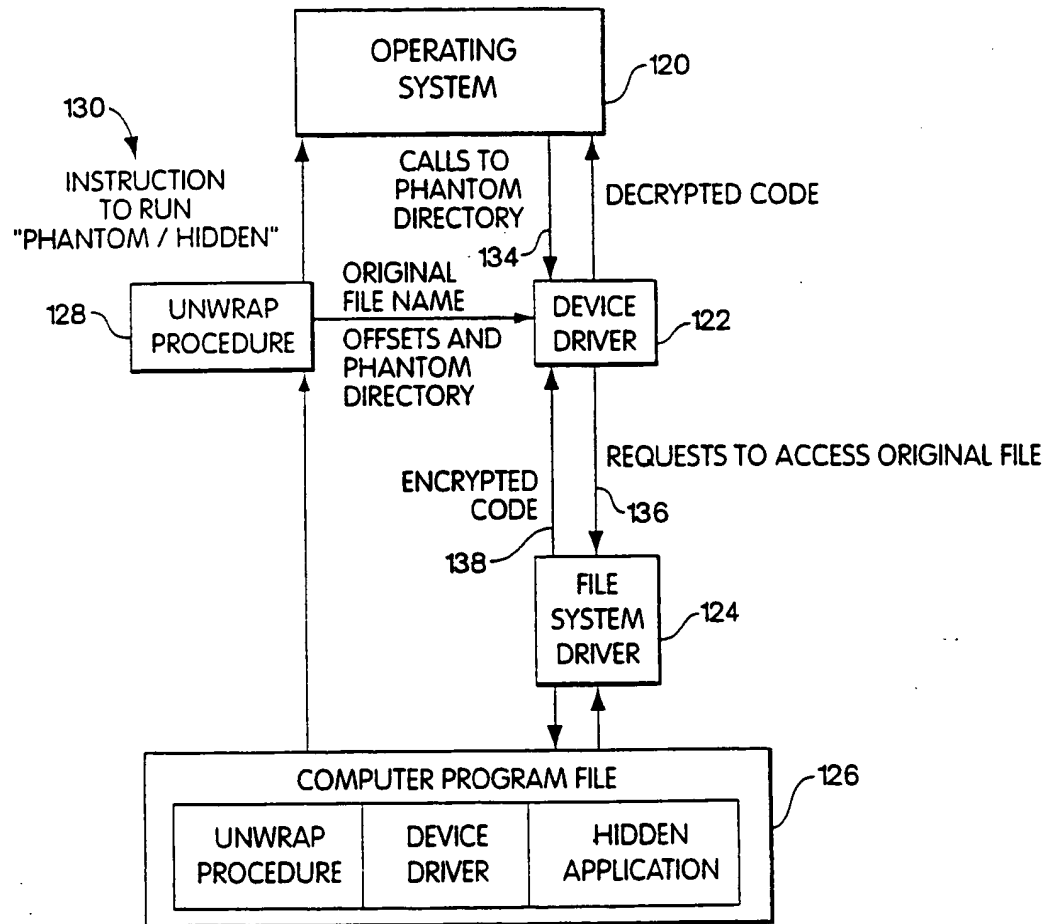 OPERATING
SYSTEM
120
130
INSTRUCTION
TO RUN
"PHANTOM / HIDDEN"
CALLS TO
PHANTOM
DIRECTORY
134
DECRYPTED CODE
128
UNWRAP
PROCEDURE
ORIGINAL
FILE NAME
OFFSETS AND
PHANTOM
DIRECTORY
DEVICE
DRIVER
122
ENCRYPTED
CODE
138
REQUESTS TO ACCESS ORIGINAL FILE
136
FILE
SYSTEM
DRIVER
124
COMPUTER PROGRAM FILE
126
UNWRAP
PROCEDURE
DEVICE
DRIVER
HIDDEN
APPLICATION